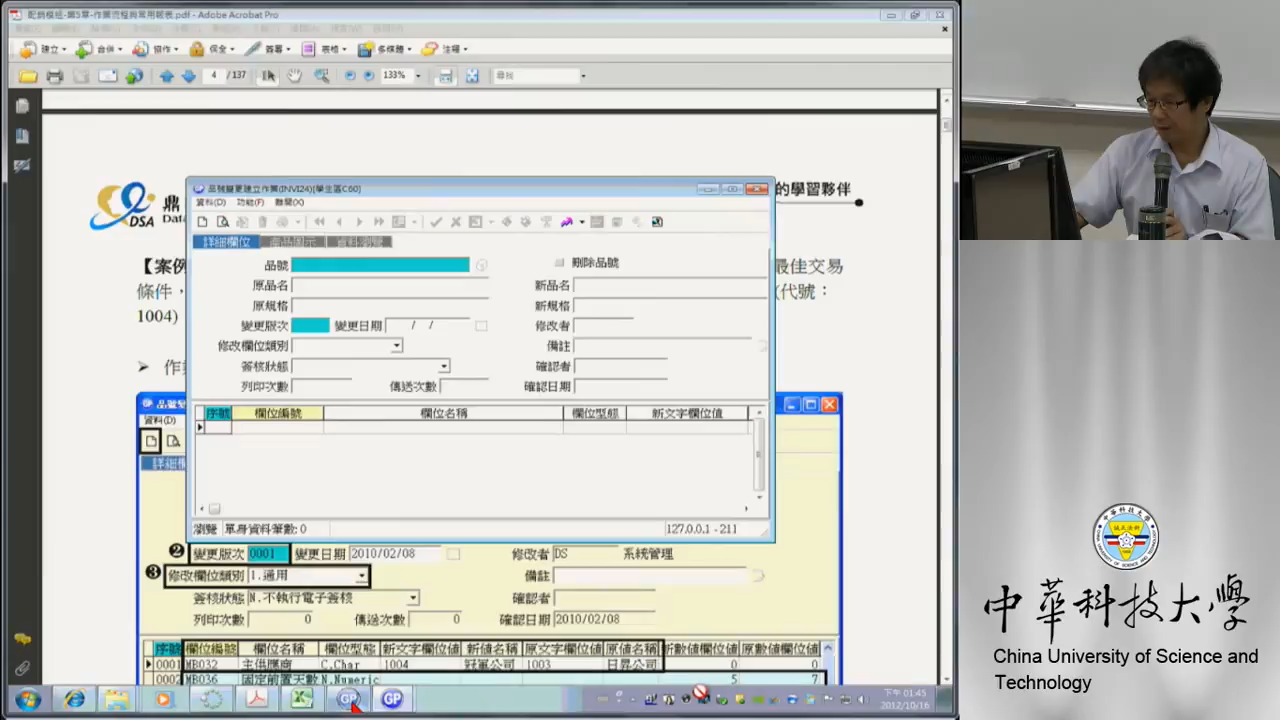 配銷模組-第5章-作業流程與常用報表.pdf - Adobe Acrobat Pro
建立 合併 協作 保全 簽署 表格 多媒體 注釋
4 / 137 133% 尋找
鼎
DSA
Data
的學習夥伴
品號變更建立作業(INVI24)(學生區C60)
資料(D) 功能(F) 離開(X)
詳細欄位 資料瀏覽
【案例
最佳交易
條件，
(代號：
1004)
品號 刪除品號
原品名 新品名
原規格 新規格
變更版次 變更日期 / / 修改者
修改欄位類別 備註
簽核狀態 確認者
列印次數 傳送次數 確認日期
序號 欄位編號 欄位名稱 欄位型態 新文字欄位值
瀏覽 單身資料筆數: 0 127.0.0.1 - 211
資料(D)
2 變更版次 0001 變更日期 2010/02/08 修改者 DS 系統管理
3 修改欄位類別 1.通用 備註
簽核狀態 N.不執行電子簽核 確認者
列印次數 0 傳送次數 0 確認日期 2010/02/08
序號 欄位編號 欄位名稱 欄位型態 新文字欄位值 新值名稱 原文字欄位值 原值名稱 新數值欄位值 原數值欄位值
0001 MB032 主供應商 C.Char 1004 冠軍公司 1003 日昇公司 0 0
0002 MB036 固定前置天數 N.Numeric 5 7
GP GP
下午 01:45
2012/10/16
中華科技大學
China University of Science and
Technology